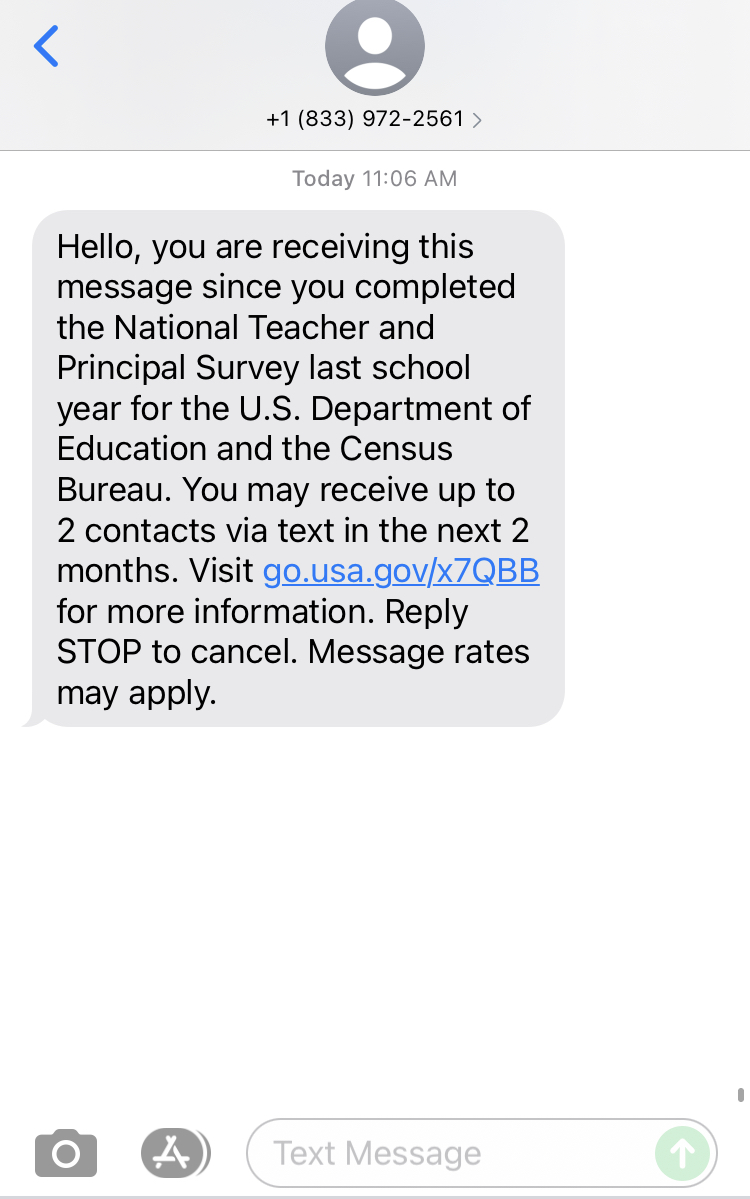 +1 (833) 972-2561
Today 11:06 AM
Hello, you are receiving this
message since you completed
the National Teacher and
Principal Survey last school
year for the U.S. Department of
Education and the Census
Bureau. You may receive up to
2 contacts via text in the next 2
months. Visit go.usa.gov/x7QBB
for more information. Reply
STOP to cancel. Message rates
may apply.
Text Message